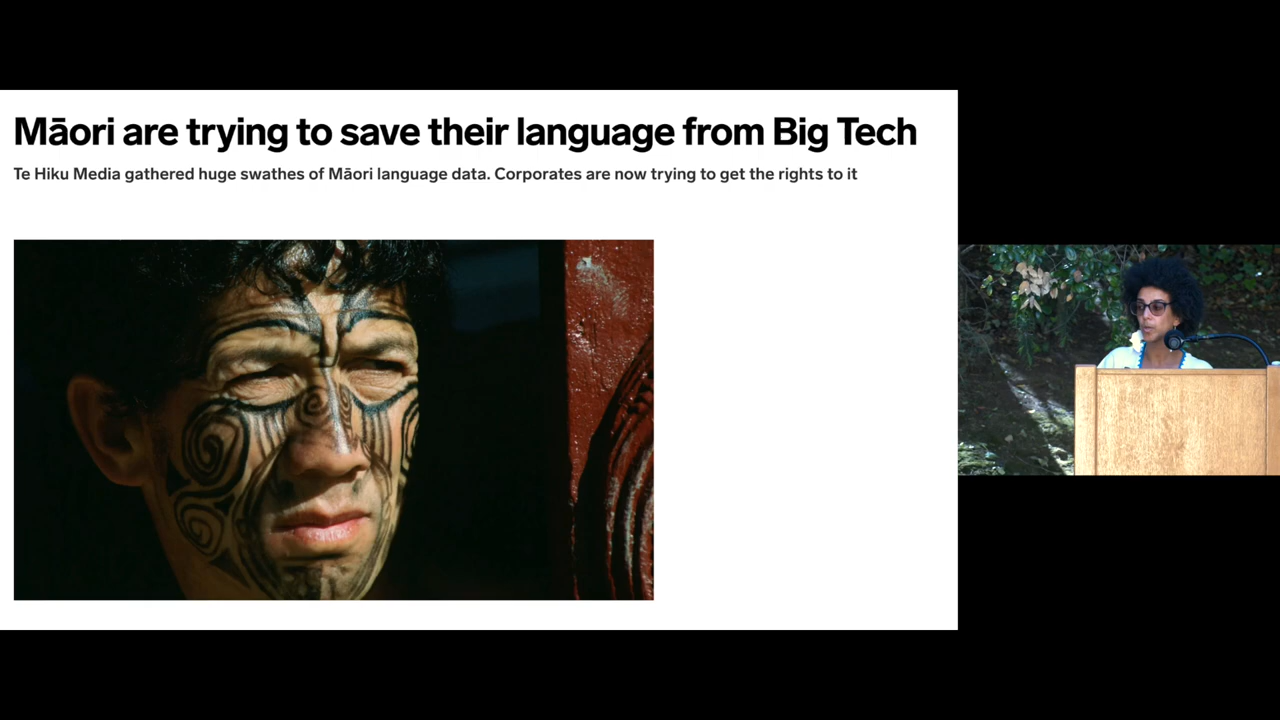 Māori are trying to save their language from Big Tech
Te Hiku Media gathered huge swathes of Māori language data. Corporates are now trying to get the rights to it